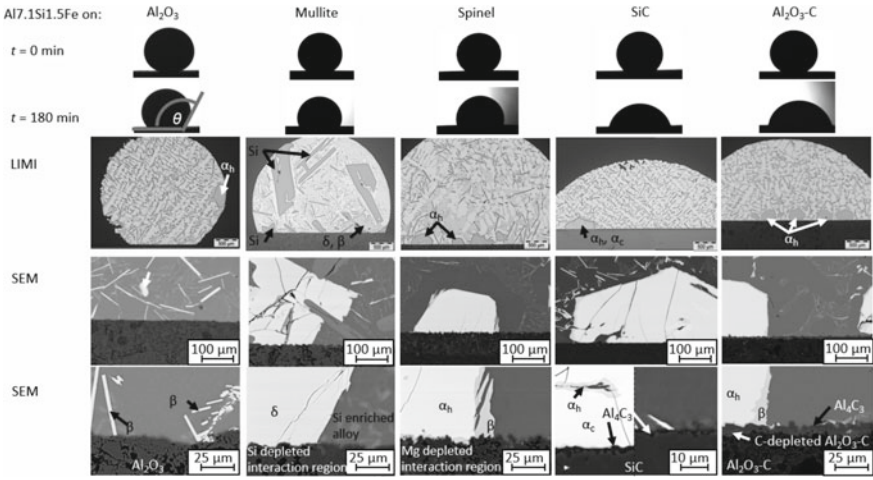 Al7.1Si1.5Fe on: Al₂O₃ Mullite Spinel SiC Al₂O₃-C
t = 0 min
t = 180 min
θ
LIMI
αₕ
Si
Si
δ, β
αₕ
αₕ, α꜀
αₕ
SEM
100 µm
100 µm
100 µm
100 µm
100 µm
SEM
β
β
Al₂O₃
25 µm
δ
Si enriched
alloy
Si depleted
interaction region
25 µm
αₕ
β
Mg depleted
interaction region
25 µm
αₕ
α꜀
Al₄C₃
SiC
10 µm
αₕ
β
Al₄C₃
C-depleted Al₂O₃-C
Al₂O₃-C
25 µm